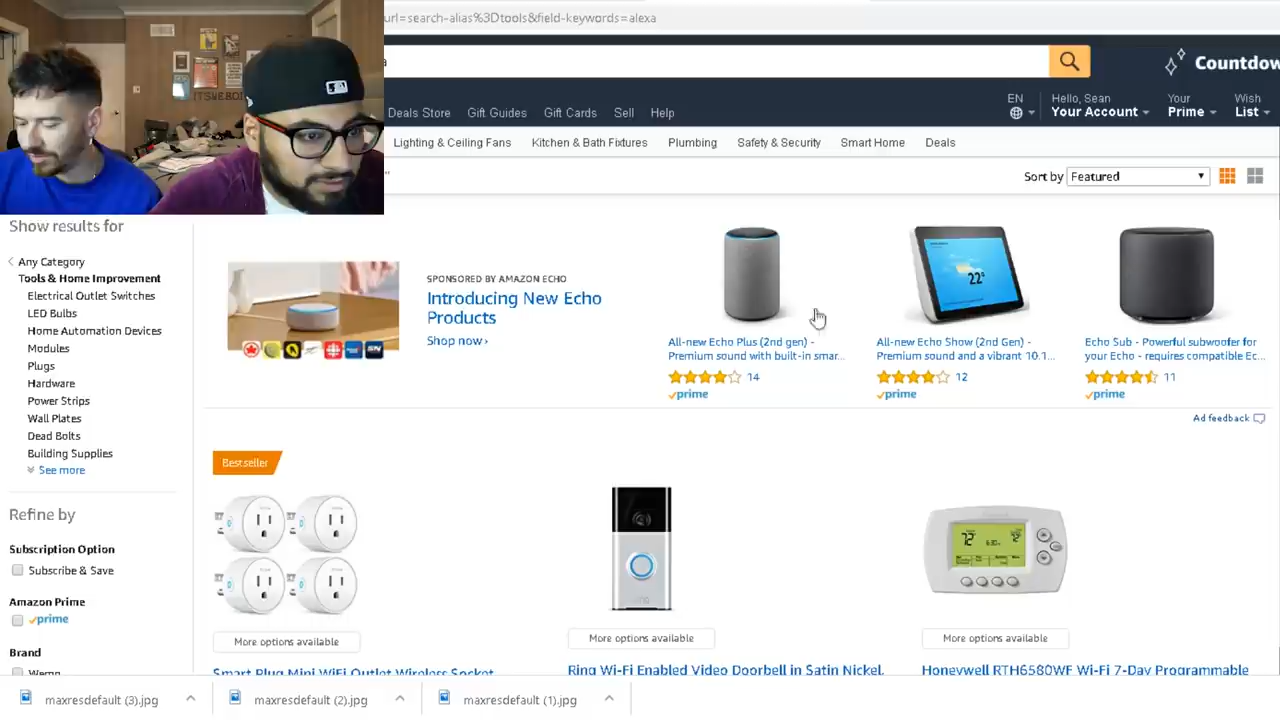 url=search-alias%3Dtools&field-keywords=alexa
Countdow
Deals Store Gift Guides Gift Cards Sell Help
EN
Hello, Sean
Your Account
Your
Prime
Wish
List
Lighting & Ceiling Fans Kitchen & Bath Fixtures Plumbing Safety & Security Smart Home Deals
Sort by Featured
Show results for
Any Category
Tools & Home Improvement
Electrical Outlet Switches
LED Bulbs
Home Automation Devices
Modules
Plugs
Hardware
Power Strips
Wall Plates
Dead Bolts
Building Supplies
See more
Refine by
Subscription Option
Subscribe & Save
Amazon Prime
prime
Brand
Wemo
SPONSORED BY AMAZON ECHO
Introducing New Echo
Products
Shop now ›
All-new Echo Plus (2nd gen) -
Premium sound with built-in smar...
14
prime
22°
All-new Echo Show (2nd Gen) -
Premium sound and a vibrant 10.1...
12
prime
Echo Sub - Powerful subwoofer for
your Echo - requires compatible Ec...
11
prime
Ad feedback
Bestseller
More options available
Smart Plug Mini WiFi Outlet Wireless Socket
ring
More options available
Ring Wi-Fi Enabled Video Doorbell in Satin Nickel,
72°
More options available
Honeywell RTH6580WF Wi-Fi 7-Day Programmable
maxresdefault (3).jpg
maxresdefault (2).jpg
maxresdefault (1).jpg